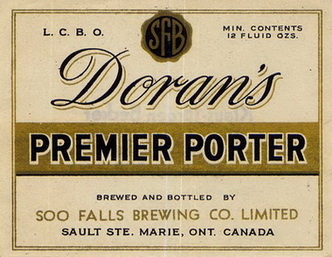 L. C. B. O.
SFB
MIN. CONTENTS
12 FLUID OZS.
Doran's
PREMIER PORTER
BREWED AND BOTTLED BY
SOO FALLS BREWING CO. LIMITED
SAULT STE. MARIE, ONT. CANADA